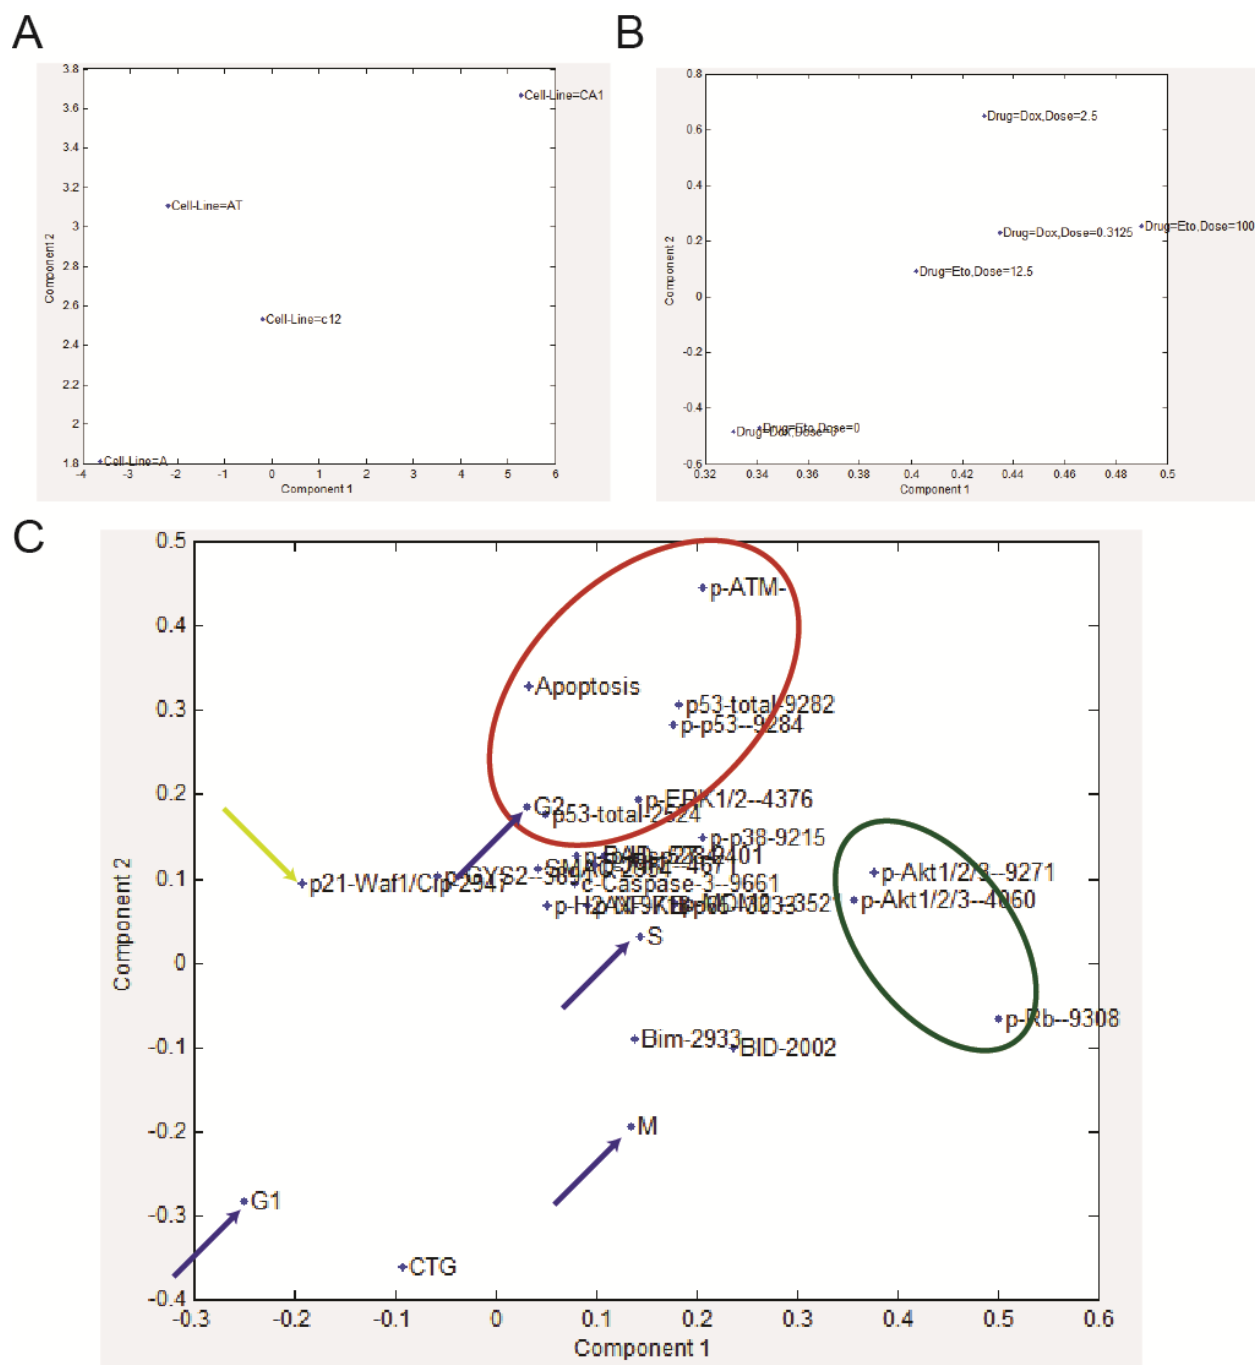 A
B
3.8
3.6
3.4
3.2
3
2.8
2.6
2.4
2.2
2
1.8
Component 2
Cell-Line=CA1
Cell-Line=AT
Cell-Line=c12
Cell-Line=A
-4 -3 -2 -1 0 1 2 3 4 5 6
Component 1
0.8
0.6
0.4
0.2
0
-0.2
-0.4
-0.6
Component 2
Drug=Dox,Dose=2.5
Drug=Eto,Dose=100
Drug=Dox,Dose=0.3125
Drug=Eto,Dose=12.5
Drug=Eto,Dose=0
Drug=Dox,Dose=0
0.32 0.34 0.36 0.38 0.4 0.42 0.44 0.46 0.48 0.5
Component 1
C
0.5
0.4
0.3
0.2
0.1
0
-0.1
-0.2
-0.3
-0.4
Component 2
p-ATM-
Apoptosis
p53-total-9282
p-p53--9284
p-ERK1/2--4376
G2
p53-total-2524
p-p38-9215
c-Caspase-3--9661
p-Akt1/2/3--9271
p-Akt1/2/3--4060
S
p-Rb--9308
Bim-2933
BID-2002
M
G1
CTG
-0.3 -0.2 -0.1 0 0.1 0.2 0.3 0.4 0.5 0.6
Component 1